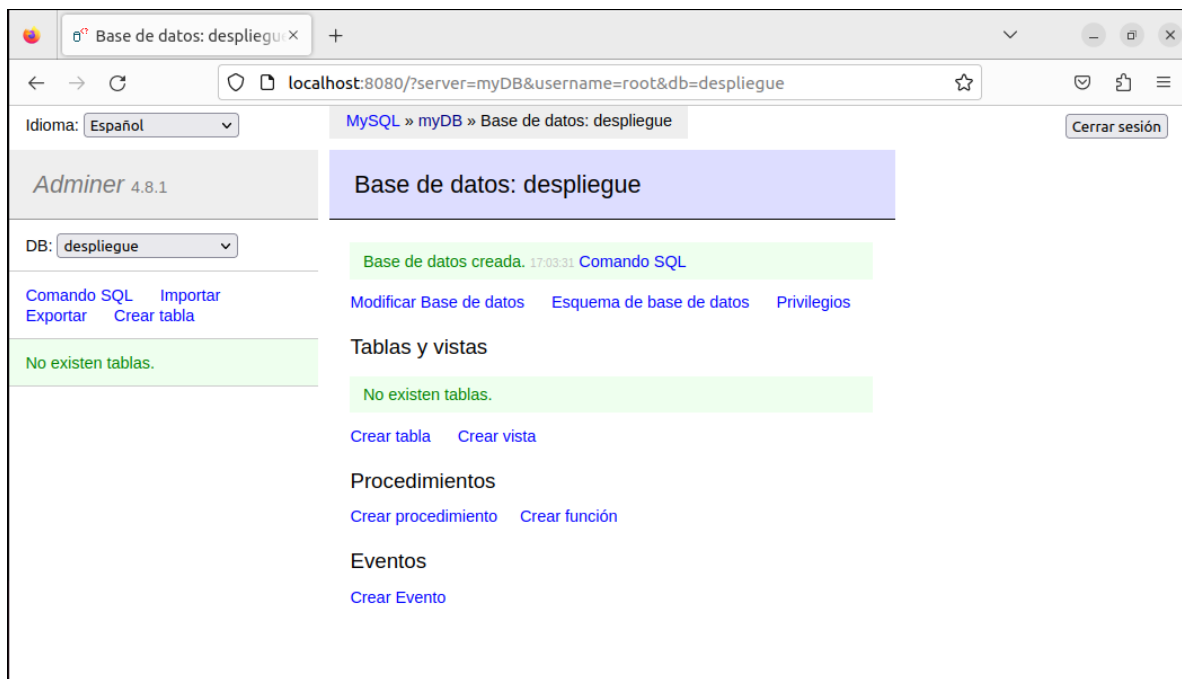 Base de datos: despliegu
localhost:8080/?server=myDB&username=root&db=despliegue
Idioma: Español
MySQL » myDB » Base de datos: despliegue
Cerrar sesión
Adminer 4.8.1
Base de datos: despliegue
DB: despliegue
Base de datos creada. 17:03:31 Comando SQL
Comando SQL Importar
Exportar Crear tabla
Modificar Base de datos Esquema de base de datos Privilegios
No existen tablas.
Tablas y vistas
No existen tablas.
Crear tabla Crear vista
Procedimientos
Crear procedimiento Crear función
Eventos
Crear Evento